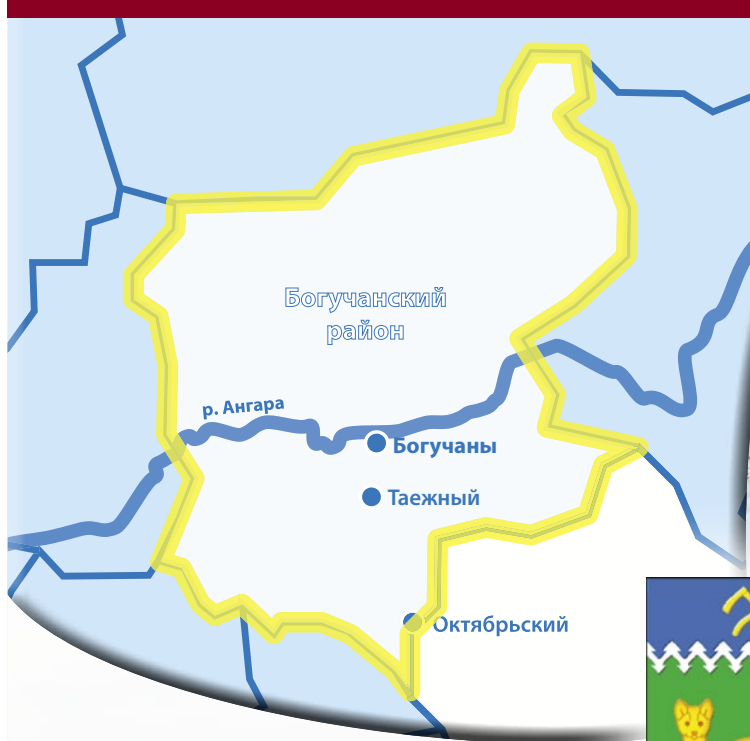 Богучанский
район
р. Ангара
Богучаны
Таежный
Октябрьский